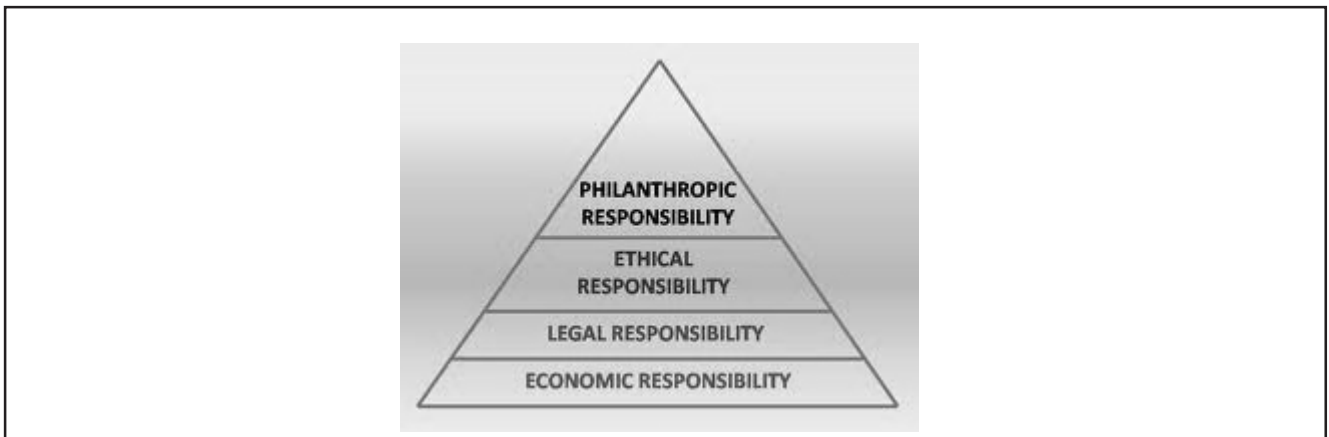 PHILANTHROPIC
RESPONSIBILITY
ETHICAL
RESPONSIBILITY
LEGAL RESPONSIBILITY
ECONOMIC RESPONSIBILITY